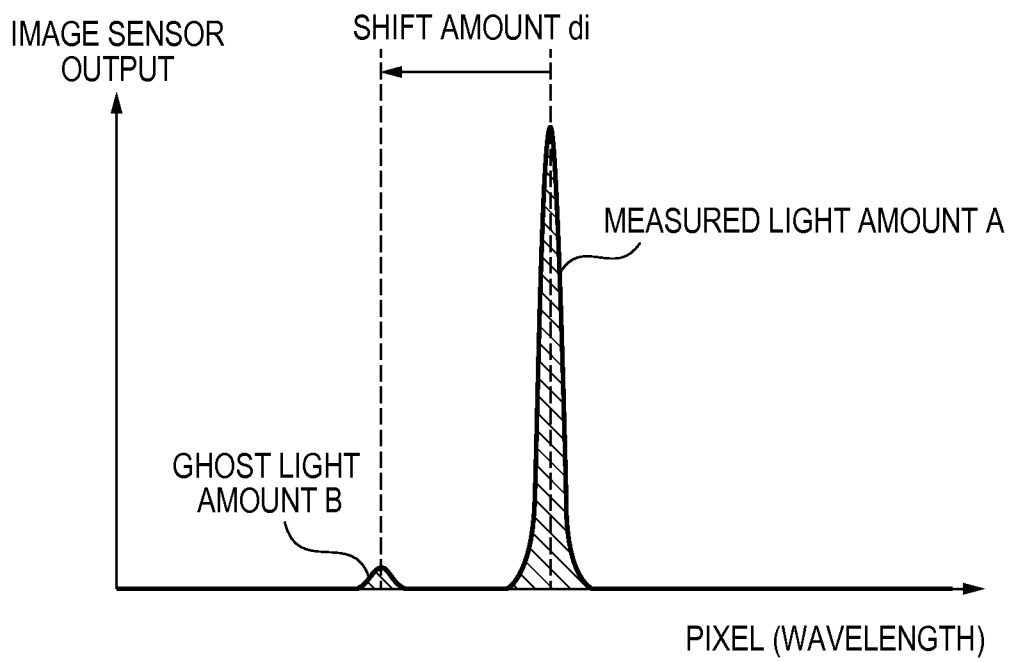 IMAGE SENSOR
OUTPUT
SHIFT AMOUNT di
MEASURED LIGHT AMOUNT A
GHOST LIGHT
AMOUNT B
PIXEL (WAVELENGTH)